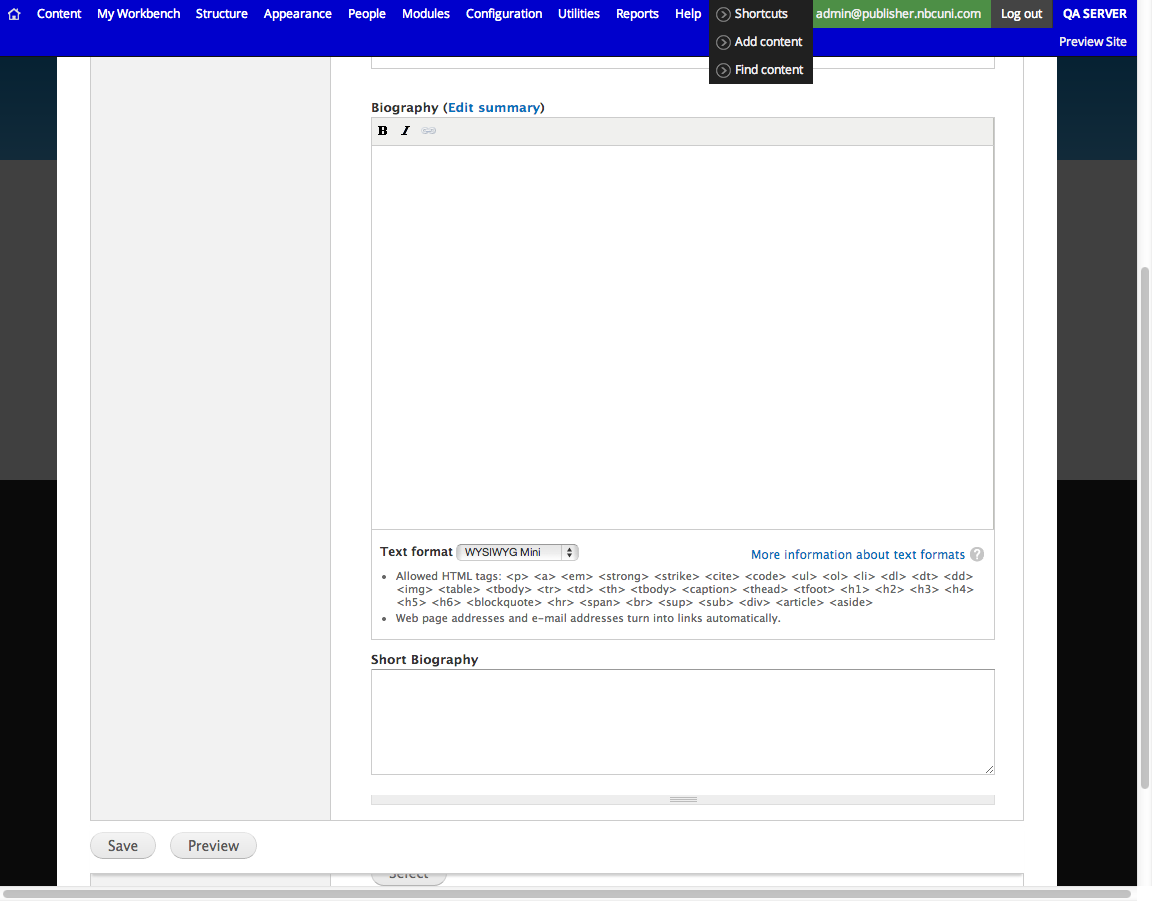 Content My Workbench Structure Appearance People Modules Configuration Utilities Reports Help Shortcuts admin@publisher.nbcuni.com Log out QA SERVER
Add content Preview Site
Find content
Biography (Edit summary)
B I
Text format WYSIWYG Mini More information about text formats ?
• Allowed HTML tags: <p> <a> <em> <strong> <strike> <cite> <code> <ul> <ol> <li> <dl> <dt> <dd>
<img> <table> <tbody> <tr> <td> <th> <tbody> <caption> <thead> <tfoot> <h1> <h2> <h3> <h4>
<h5> <h6> <blockquote> <hr> <span> <br> <sup> <sub> <div> <article> <aside>
• Web page addresses and e-mail addresses turn into links automatically.
Short Biography
Save Preview
Select